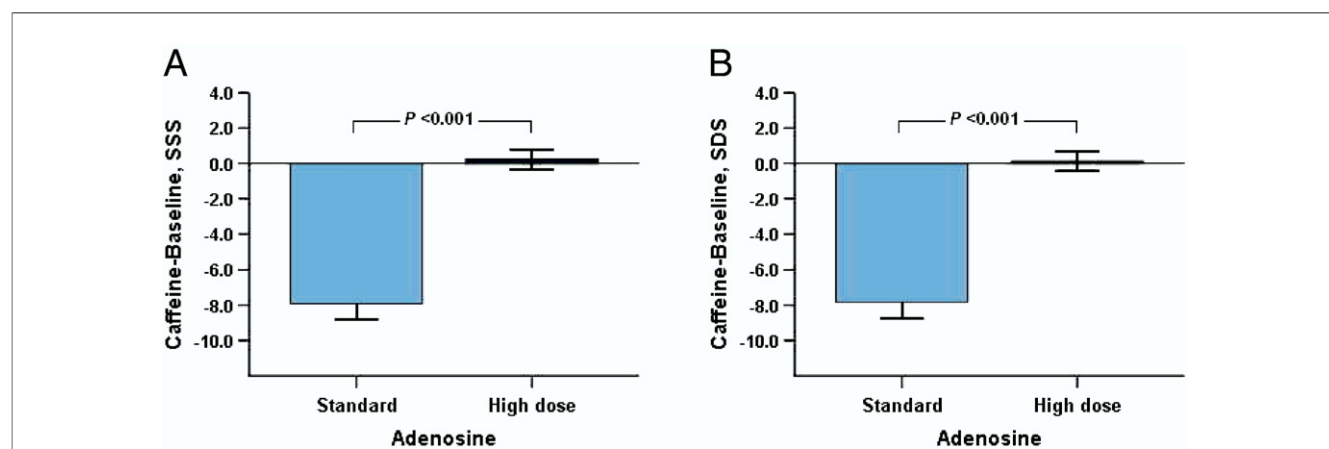 A
Caffeine-Baseline, SSS
4.0
2.0
0.0
-2.0
-4.0
-6.0
-8.0
-10.0
P <0.001
Standard
High dose
Adenosine
B
Caffeine-Baseline, SDS
4.0
2.0
0.0
-2.0
-4.0
-6.0
-8.0
-10.0
P <0.001
Standard
High dose
Adenosine